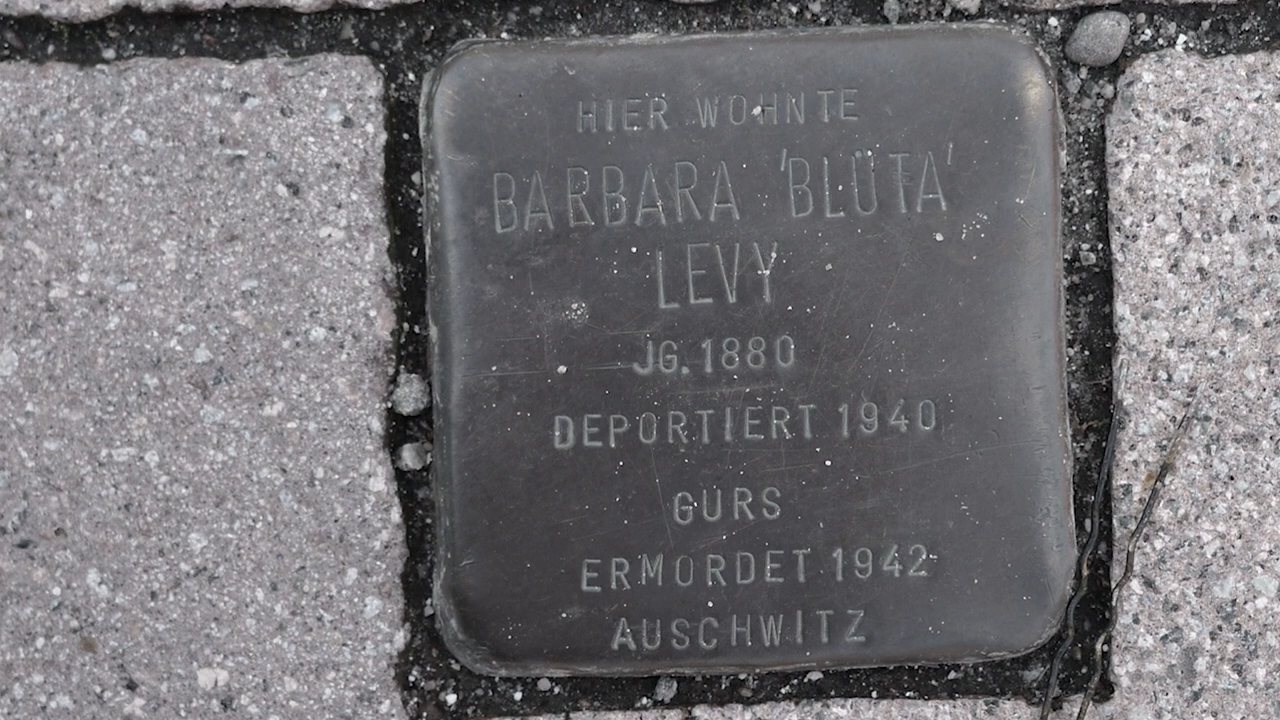 HIER WOHNTE
BARBARA 'BLÜTA'
LEVY
JG. 1880
DEPORTIERT 1940
GURS
ERMORDET 1942
AUSCHWITZ